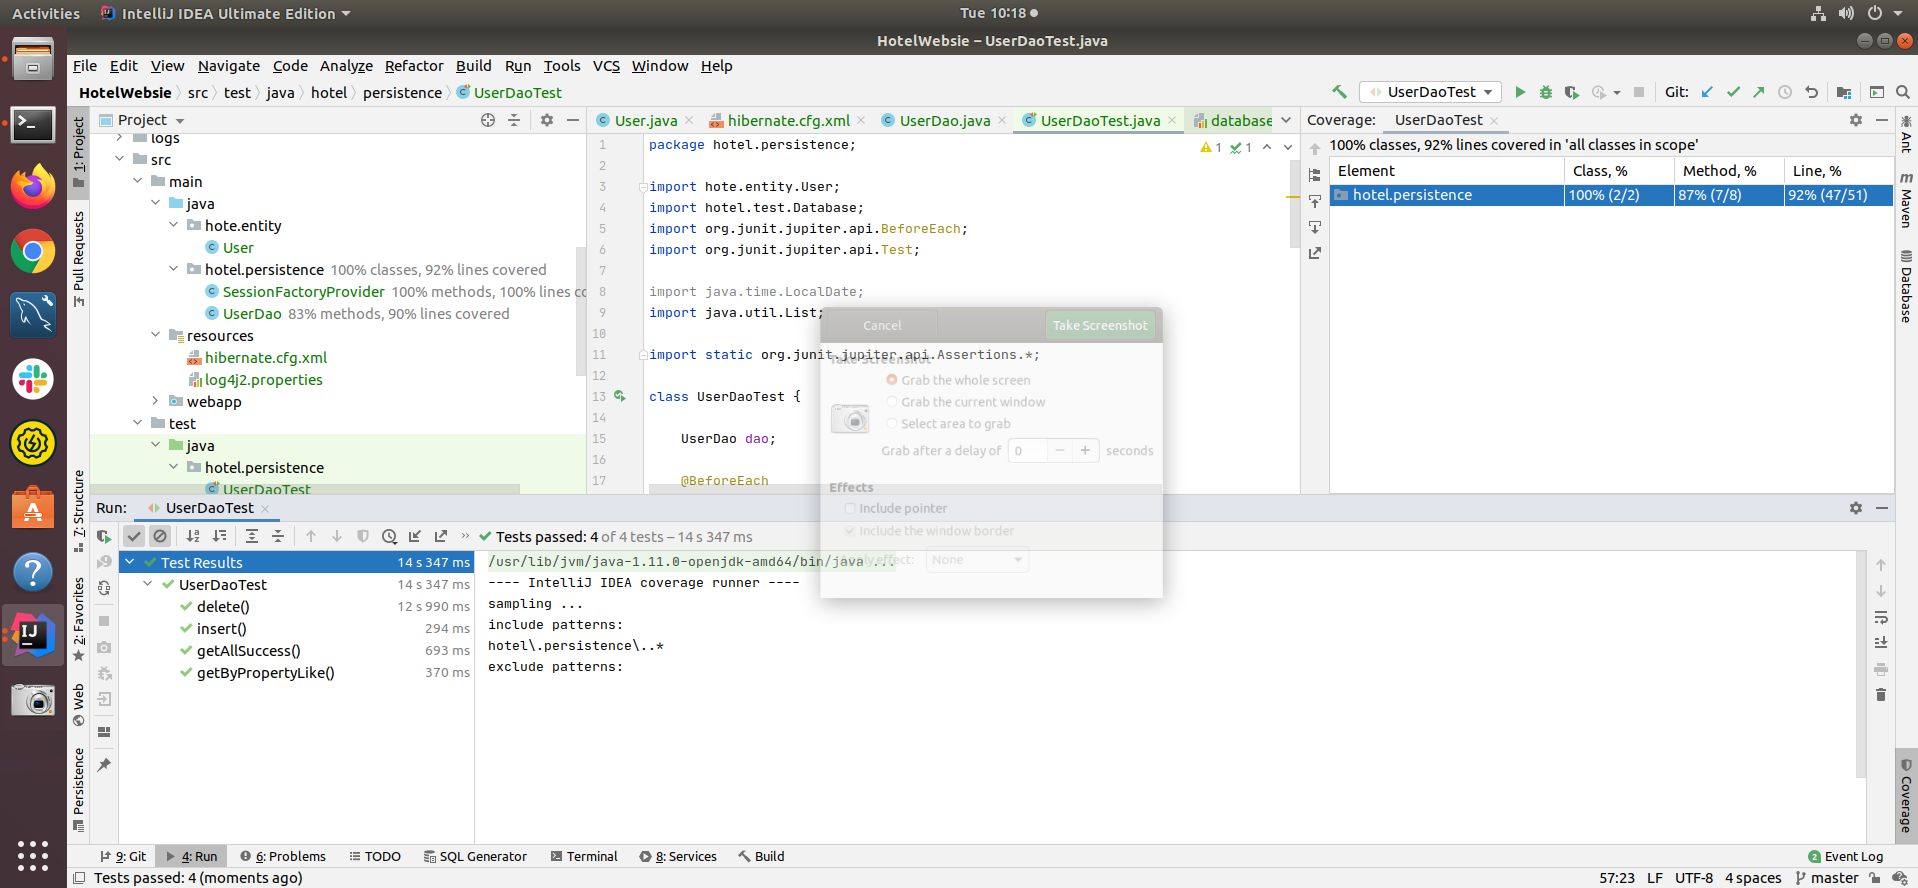 Activities
IntelliJ IDEA Ultimate Edition
Tue 10:18
HotelWebsie – UserDaoTest.java
File Edit View Navigate Code Analyze Refactor Build Run Tools VCS Window Help
HotelWebsie src test java hotel persistence UserDaoTest
UserDaoTest
Git:
1: Project
Pull Requests
7: Structure
2: Favorites
Web
Persistence
Project
logs
src
main
java
hote.entity
User
hotel.persistence 100% classes, 92% lines covered
SessionFactoryProvider 100% methods, 100% lines co
UserDao 83% methods, 90% lines covered
resources
hibernate.cfg.xml
log4j2.properties
webapp
test
java
hotel.persistence
UserDaoTest
User.java hibernate.cfg.xml UserDao.java UserDaoTest.java database
1 package hotel.persistence;
1 1
2
3 import hote.entity.User;
4 import hotel.test.Database;
5 import org.junit.jupiter.api.BeforeEach;
6 import org.junit.jupiter.api.Test;
7
8 import java.time.LocalDate;
9 import java.util.List;
10
11 import static org.junit.jupiter.api.Assertions.*;
12
13 class UserDaoTest {
14
15 UserDao dao;
16
17 @BeforeEach
Cancel
Take Screenshot
Take Screenshot
Grab the whole screen
Grab the current window
Select area to grab
Grab after a delay of 0 − + seconds
Effects
Include pointer
Include the window border
Apply effect: None
Coverage: UserDaoTest
100% classes, 92% lines covered in 'all classes in scope'
Element Class, % Method, % Line, %
hotel.persistence 100% (2/2) 87% (7/8) 92% (47/51)
Ant
Maven
Database
Coverage
Run: UserDaoTest
Tests passed: 4 of 4 tests – 14 s 347 ms
Test Results 14 s 347 ms
UserDaoTest 14 s 347 ms
delete() 12 s 990 ms
insert() 294 ms
getAllSuccess() 693 ms
getByPropertyLike() 370 ms
/usr/lib/jvm/java-1.11.0-openjdk-amd64/bin/java ...
---- IntelliJ IDEA coverage runner ----
sampling ...
include patterns:
hotel\.persistence\..*
exclude patterns:
9: Git 4: Run 6: Problems TODO SQL Generator Terminal 8: Services Build
2 Event Log
Tests passed: 4 (moments ago)
57:23 LF UTF-8 4 spaces master